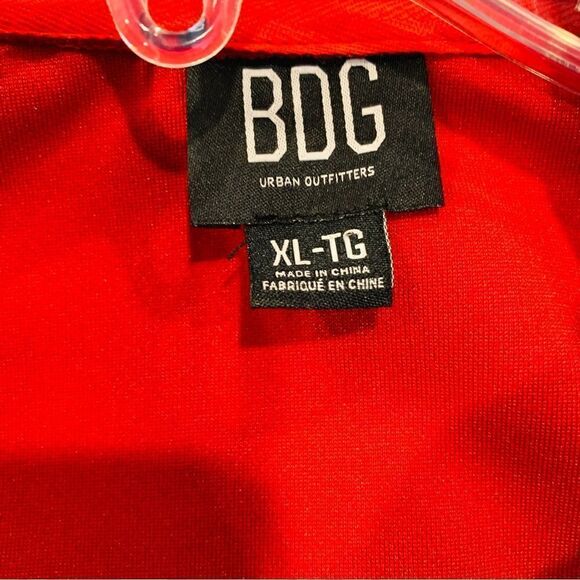 BDG
URBAN OUTFITTERS
XL-TG
MADE IN CHINA
FABRIQUÉ EN CHINE